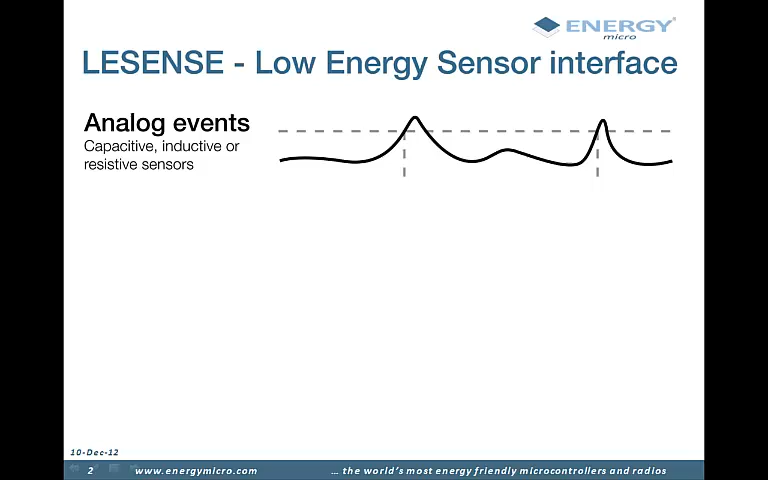 ENERGY®
micro
LESENSE - Low Energy Sensor interface
Analog events
Capacitive, inductive or
resistive sensors
10-Dec-12
2
www.energymicro.com
... the world's most energy friendly microcontrollers and radios